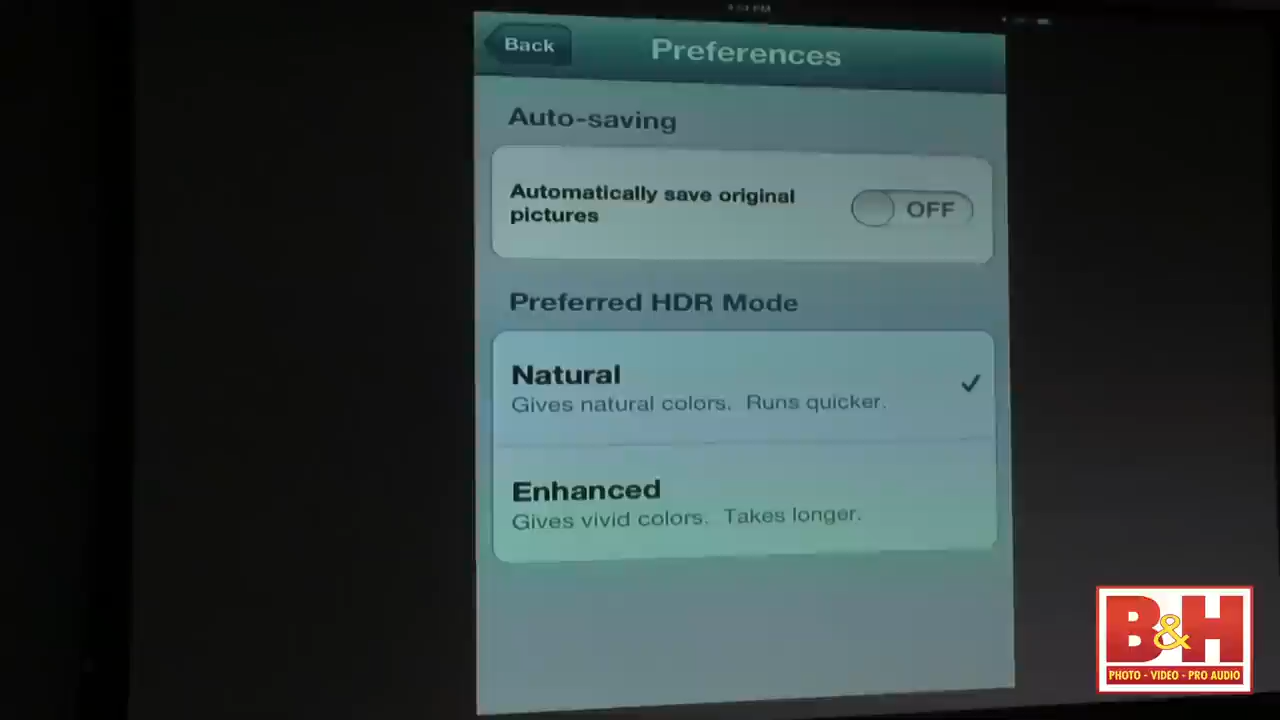 Back
Preferences
Auto-saving
Automatically save original
pictures
OFF
Preferred HDR Mode
Natural
Gives natural colors. Runs quicker.
Enhanced
Gives vivid colors. Takes longer.
B&H
PHOTO - VIDEO - PRO AUDIO